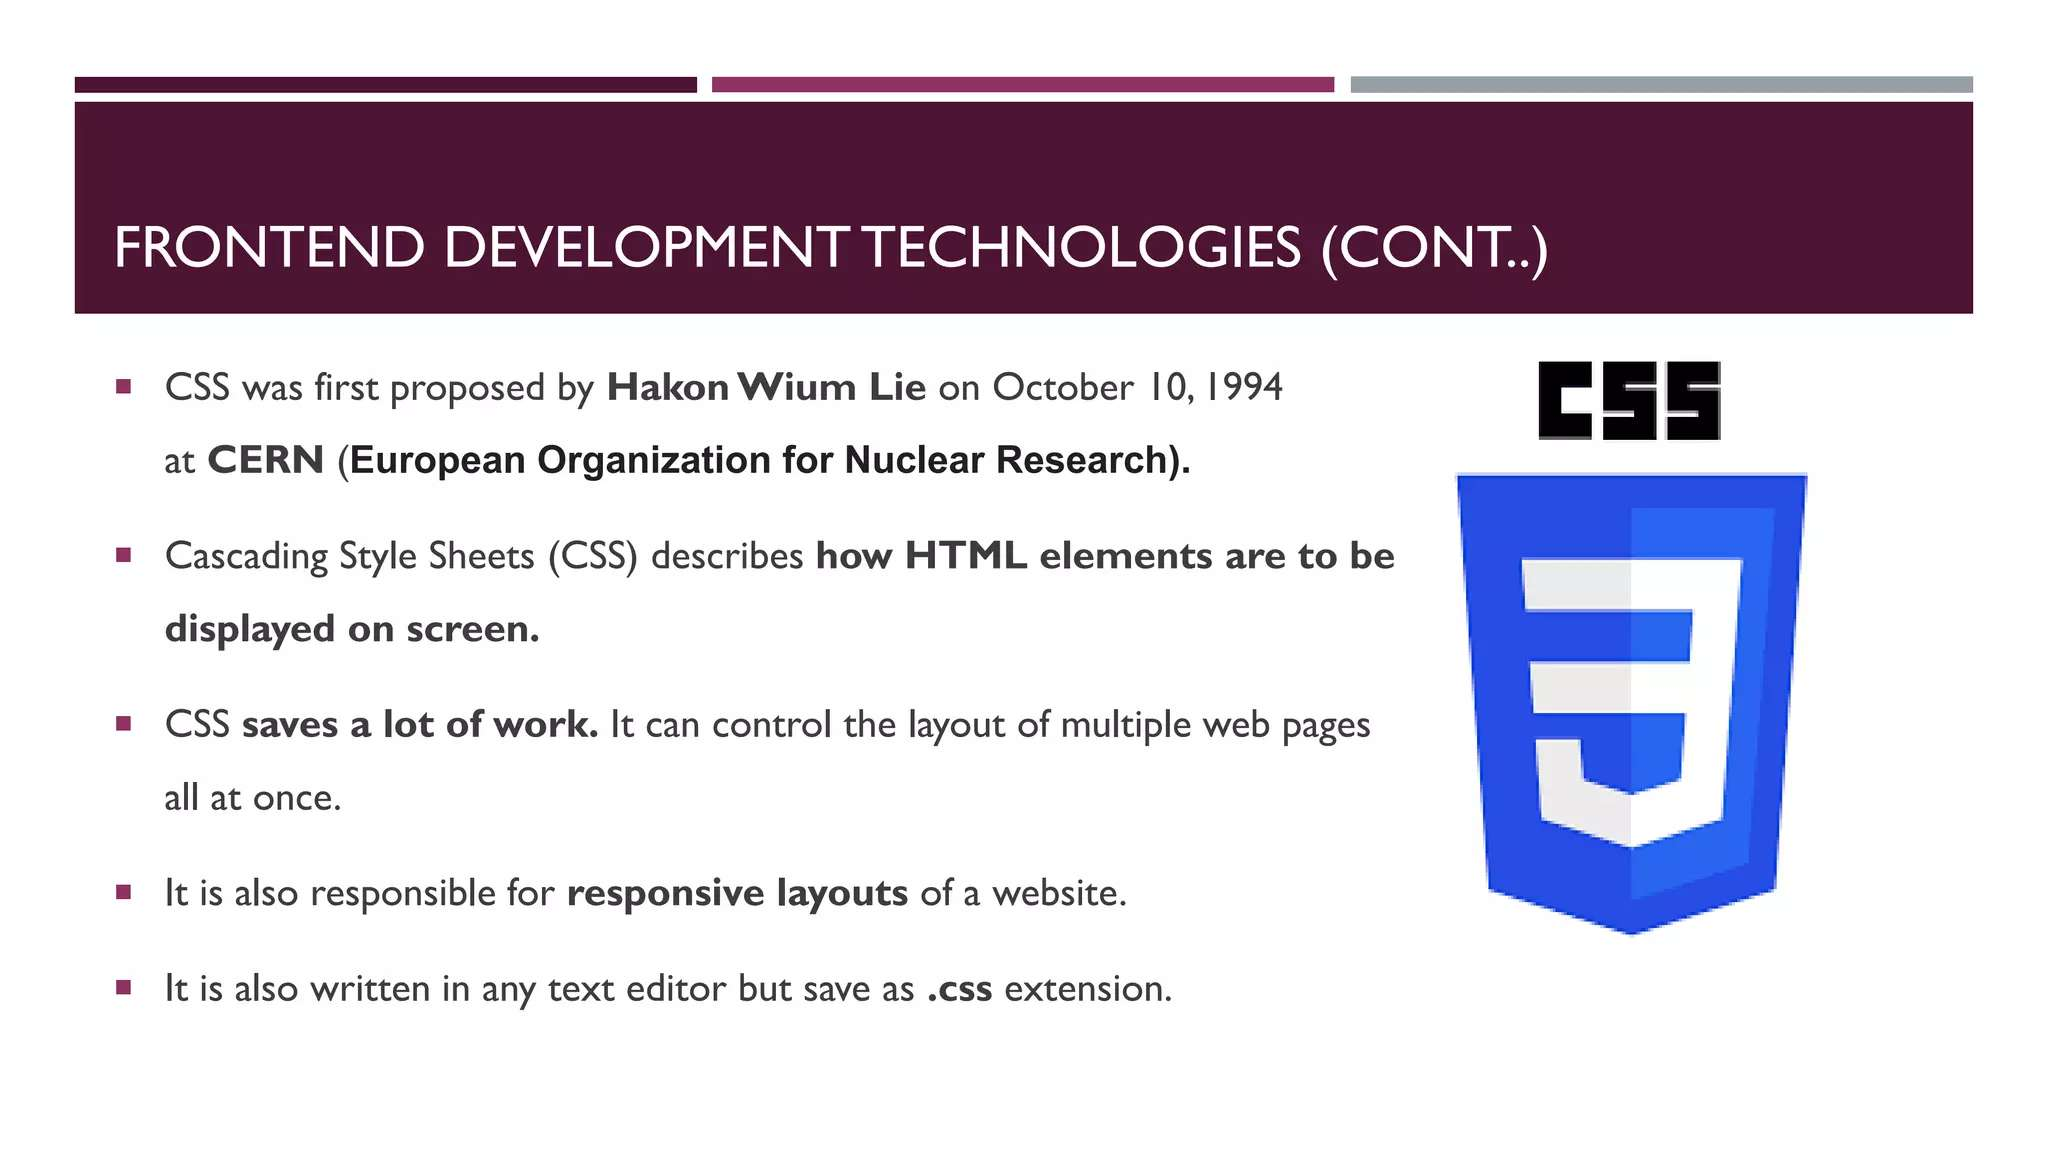 FRONTEND DEVELOPMENT TECHNOLOGIES (CONT..)
CSS was first proposed by Hakon Wium Lie on October 10, 1994
at CERN (European Organization for Nuclear Research).
Cascading Style Sheets (CSS) describes how HTML elements are to be
displayed on screen.
CSS saves a lot of work. It can control the layout of multiple web pages
all at once.
It is also responsible for responsive layouts of a website.
It is also written in any text editor but save as .css extension.
CSS
3